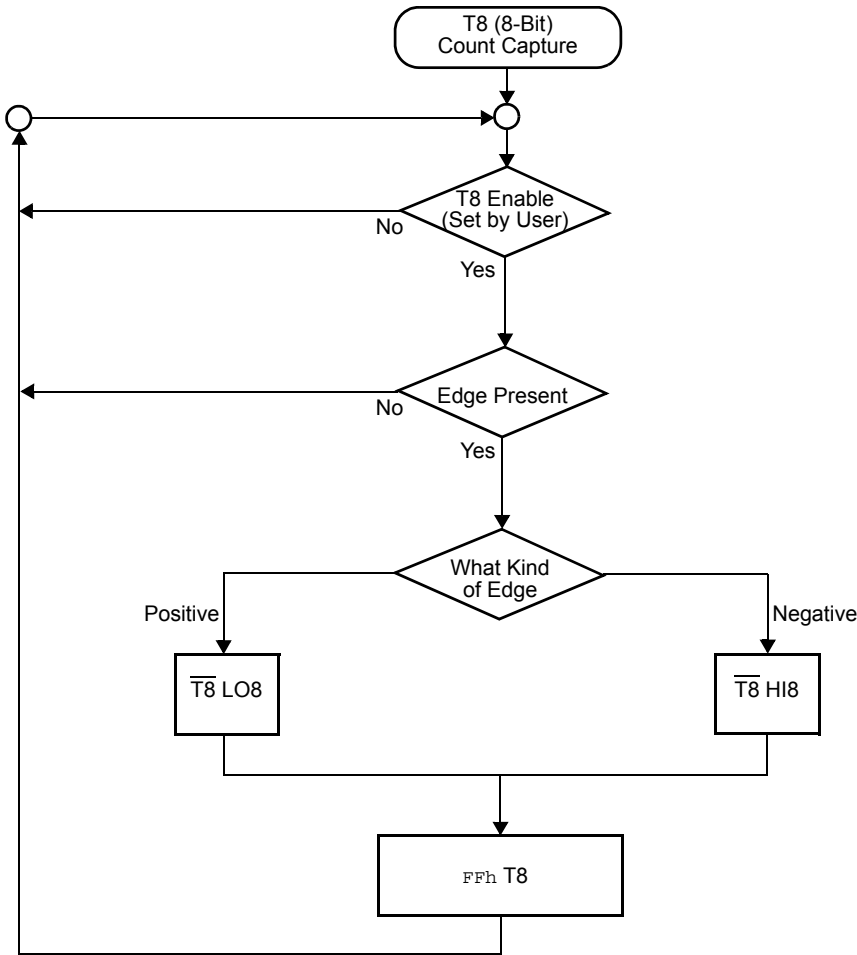 T8 (8-Bit)
Count Capture
T8 Enable
(Set by User)
No
Yes
Edge Present
No
Yes
What Kind
of Edge
Positive
Negative
T8̅ LO8
T8̅ HI8
FFh T8